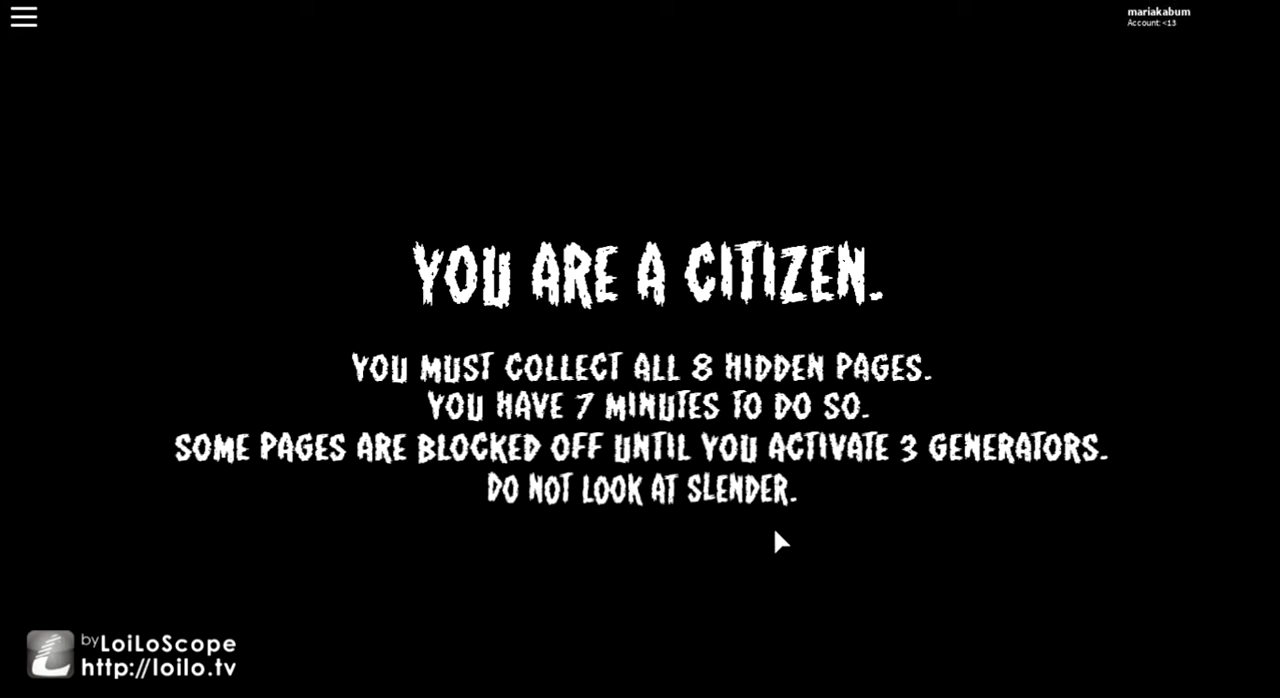 mariakabum
Account: <13
YOU ARE A CITIZEN.
YOU MUST COLLECT ALL 8 HIDDEN PAGES.
YOU HAVE 7 MINUTES TO DO SO.
SOME PAGES ARE BLOCKED OFF UNTIL YOU ACTIVATE 3 GENERATORS.
DO NOT LOOK AT SLENDER.
by LoiLoScope
http://loilo.tv